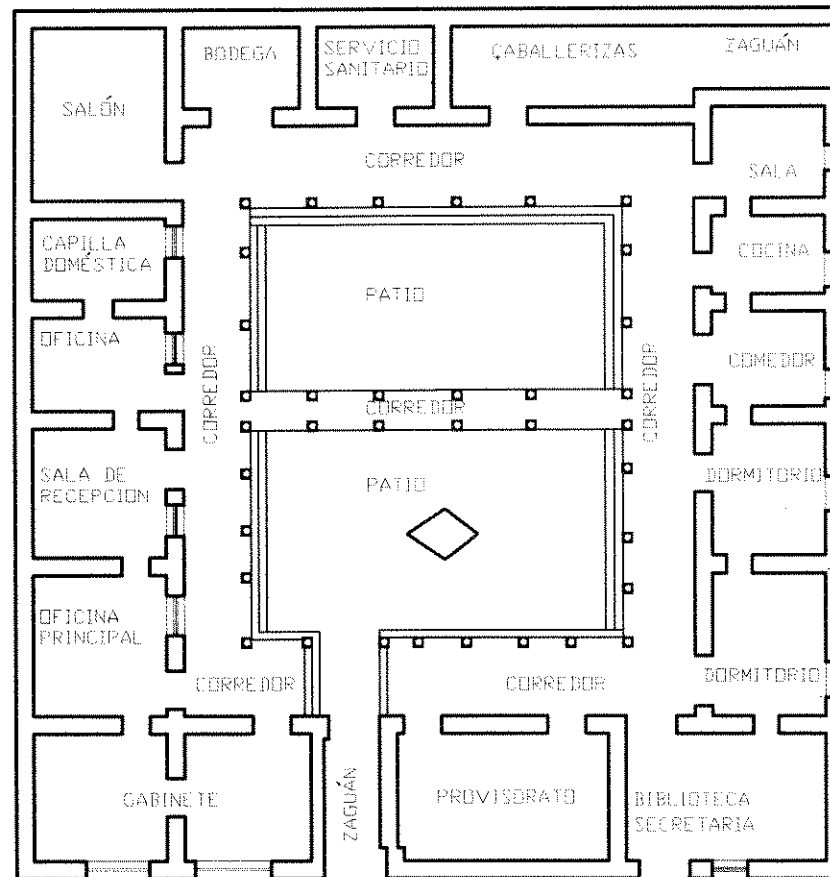 BODEGA
SERVICIO
SANITARIO
CABALLERIZAS
ZAGUÁN
SALÓN
CORREDOR
SALA
CAPILLA
DOMÉSTICA
COCINA
PATIO
OFICINA
CORREDOR
CORREDOR
COMEDOR
CORREDOR
SALA DE
RECEPCION
PATIO
DORMITORIO
OFICINA
PRINCIPAL
CORREDOR
CORREDOR
DORMITORIO
GABINETE
ZAGUÁN
PROVISORATO
BIBLIOTECA
SECRETARIA